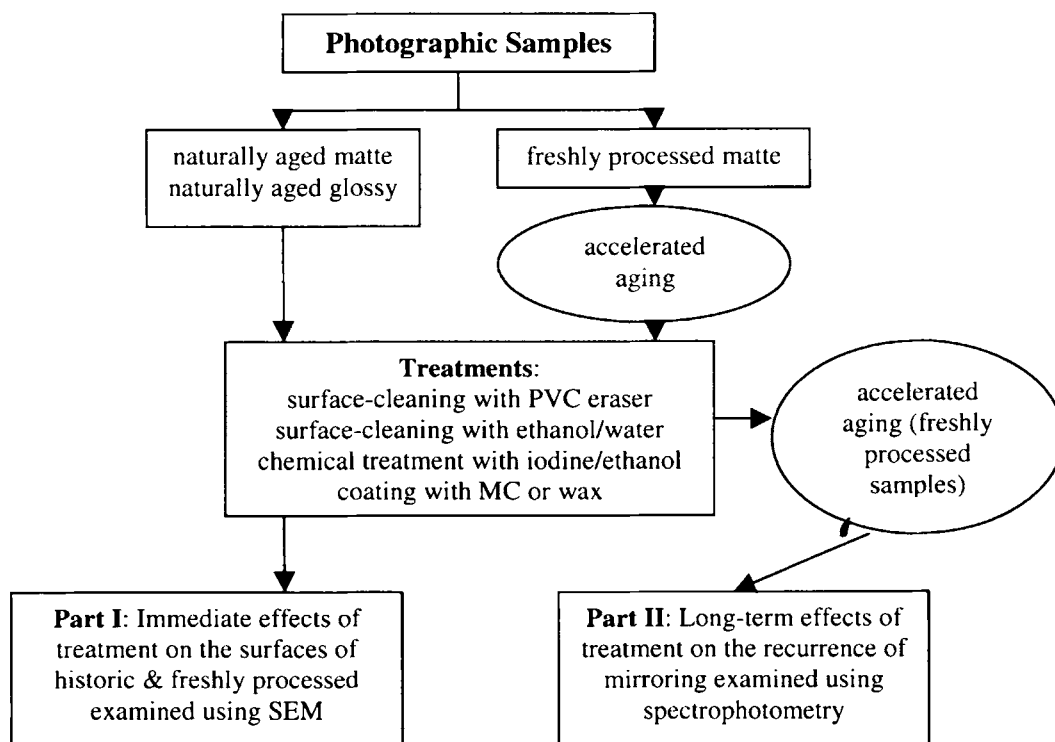 Photographic Samples
naturally aged matte
naturally aged glossy
freshly processed matte
accelerated
aging
Treatments:
surface-cleaning with PVC eraser
surface-cleaning with ethanol/water
chemical treatment with iodine/ethanol
coating with MC or wax
accelerated
aging (freshly
processed
samples)
Part I: Immediate effects of
treatment on the surfaces of
historic & freshly processed
examined using SEM
Part II: Long-term effects of
treatment on the recurrence of
mirroring examined using
spectrophotometry